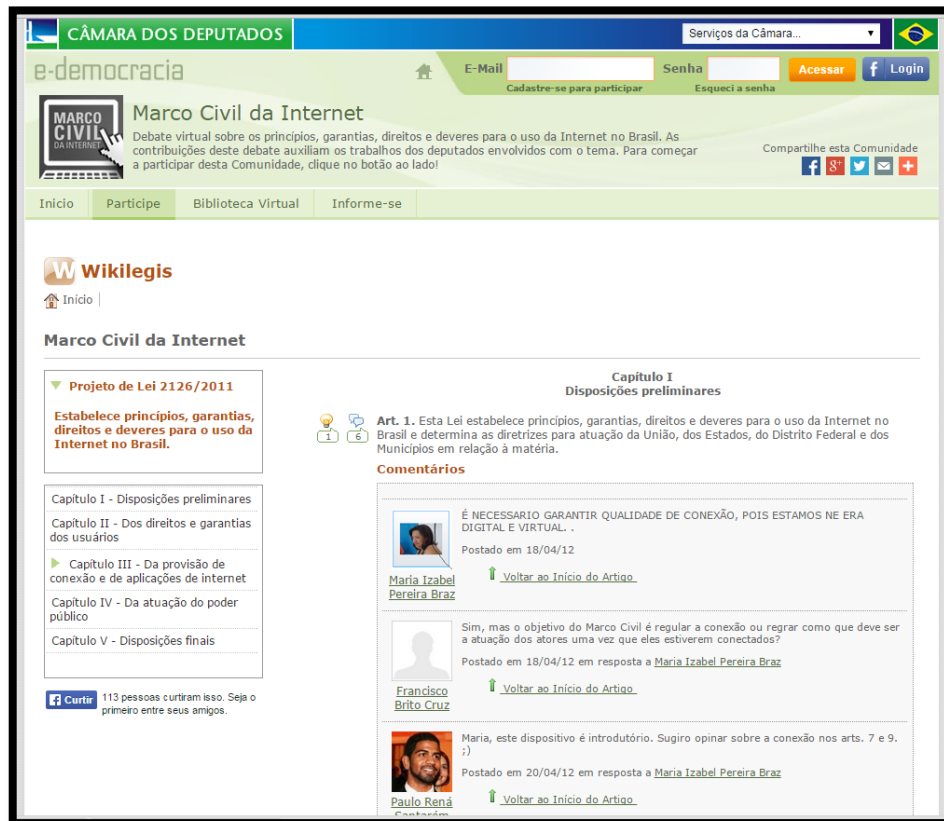 CÂMARA DOS DEPUTADOS
Serviços da Câmara...
e-democracia
E-Mail
Senha
Acessar
f Login
Cadastre-se para participar
Esqueci a senha
MARCO
CIVIL
DA INTERNET
Marco Civil da Internet
Debate virtual sobre os princípios, garantias, direitos e deveres para o uso da Internet no Brasil. As
contribuições deste debate auxiliam os trabalhos dos deputados envolvidos com o tema. Para começar
a participar desta Comunidade, clique no botão ao lado!
Compartilhe esta Comunidade
Inicio
Participe
Biblioteca Virtual
Informe-se
W Wikilegis
Início
Marco Civil da Internet
Projeto de Lei 2126/2011
Estabelece princípios, garantias,
direitos e deveres para o uso da
Internet no Brasil.
Capítulo I - Disposições preliminares
Capítulo II - Dos direitos e garantias
dos usuários
Capítulo III - Da provisão de
conexão e de aplicações de internet
Capítulo IV - Da atuação do poder
público
Capítulo V - Disposições finais
Curtir
113 pessoas curtiram isso. Seja o
primeiro entre seus amigos.
Capítulo I
Disposições preliminares
1 6
Art. 1. Esta Lei estabelece princípios, garantias, direitos e deveres para o uso da Internet no
Brasil e determina as diretrizes para atuação da União, dos Estados, do Distrito Federal e dos
Municípios em relação à matéria.
Comentários
É NECESSARIO GARANTIR QUALIDADE DE CONEXÃO, POIS ESTAMOS NE ERA
DIGITAL E VIRTUAL. .
Postado em 18/04/12
Voltar ao Início do Artigo
Maria Izabel
Pereira Braz
Sim, mas o objetivo do Marco Civil é regular a conexão ou regrar como que deve ser
a atuação dos atores uma vez que eles estiverem conectados?
Postado em 18/04/12 em resposta a Maria Izabel Pereira Braz
Voltar ao Início do Artigo
Francisco
Brito Cruz
Maria, este dispositivo é introdutório. Sugiro opinar sobre a conexão nos arts. 7 e 9.
;)
Postado em 20/04/12 em resposta a Maria Izabel Pereira Braz
Voltar ao Início do Artigo
Paulo Rená
Santarém